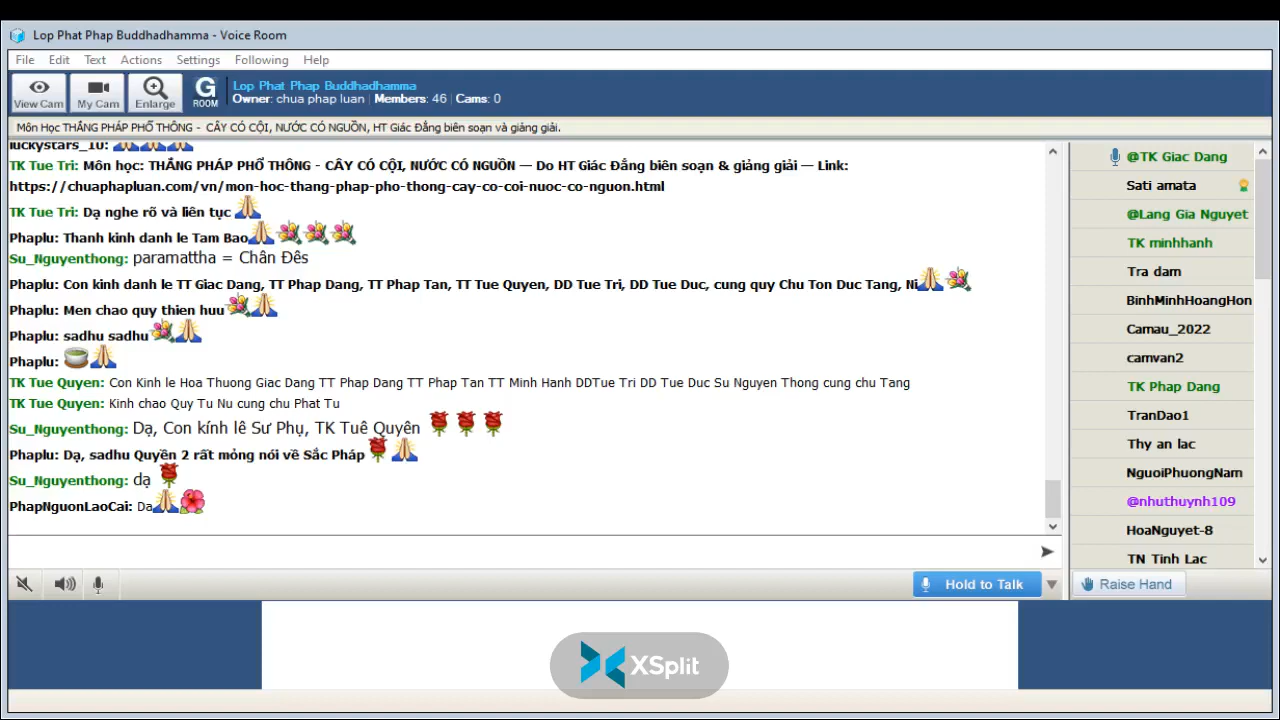 Lop Phat Phap Buddhadhamma - Voice Room
File Edit Text Actions Settings Following Help
View Cam
My Cam
Enlarge
G ROOM
Lop Phat Phap Buddhadhamma
Owner: chua phap luan | Members: 46 | Cams: 0
Môn Học THẮNG PHÁP PHỔ THÔNG - CÂY CÓ CỘI, NƯỚC CÓ NGUỒN, HT Giác Đẳng biên soạn và giảng giải.
luckystars_10:
TK Tue Tri: Môn học: THẮNG PHÁP PHỔ THÔNG - CÂY CÓ CỘI, NƯỚC CÓ NGUỒN — Do HT Giác Đẳng biên soạn & giảng giải — Link:
https://chuaphapluan.com/vn/mon-hoc-thang-phap-pho-thong-cay-co-coi-nuoc-co-nguon.html
TK Tue Tri: Dạ nghe rõ và liên tục
Phaplu: Thanh kinh danh le Tam Bao
Su_Nguyenthong: paramattha = Chân Đês
Phaplu: Con kinh danh le TT Giac Dang, TT Phap Dang, TT Phap Tan, TT Tue Quyen, DD Tue Tri, DD Tue Duc, cung quy Chu Ton Duc Tang, Ni
Phaplu: Men chao quy thien huu
Phaplu: sadhu sadhu
Phaplu:
TK Tue Quyen: Con Kinh le Hoa Thuong Giac Dang TT Phap Dang TT Phap Tan TT Minh Hanh DDTue Tri DD Tue Duc Su Nguyen Thong cung chu Tang
TK Tue Quyen: Kinh chao Quy Tu Nu cung chu Phat Tu
Su_Nguyenthong: Dạ, Con kính lê Sư Phụ, TK Tuê Quyên
Phaplu: Dạ, sadhu Quyền 2 rất mỏng nói về Sắc Pháp
Su_Nguyenthong: dạ
PhapNguonLaoCai: Da
@TK Giac Dang
Sati amata
@Lang Gia Nguyet
TK minhhanh
Tra dam
BinhMinhHoangHon
Camau_2022
camvan2
TK Phap Dang
TranDao1
Thy an lac
NguoiPhuongNam
@nhuthuynh109
HoaNguyet-8
TN Tinh Lac
Hold to Talk
Raise Hand
XSplit